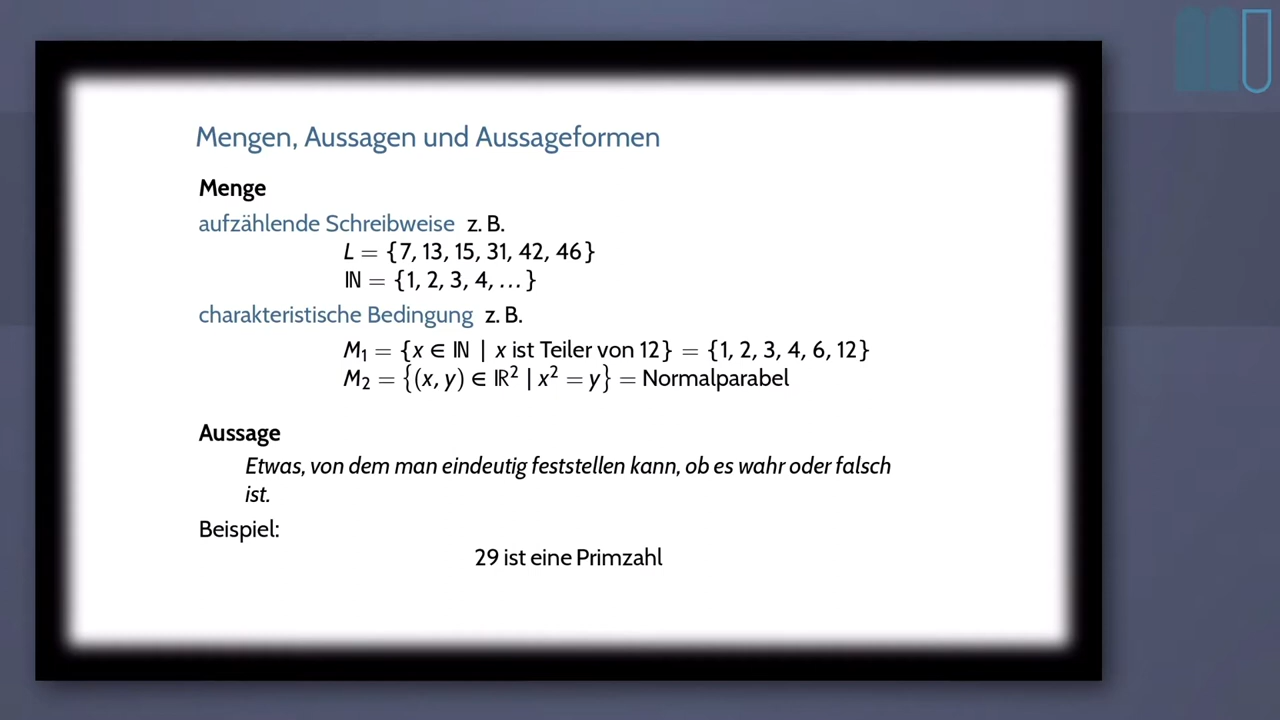 Mengen, Aussagen und Aussageformen
Menge
aufzählende Schreibweise z. B.
L = {7, 13, 15, 31, 42, 46}
ℕ = {1, 2, 3, 4, … }
charakteristische Bedingung z. B.
M₁ = {x ∈ ℕ | x ist Teiler von 12} = {1, 2, 3, 4, 6, 12}
M₂ = {(x, y) ∈ ℝ² | x² = y} = Normalparabel
Aussage
Etwas, von dem man eindeutig feststellen kann, ob es wahr oder falsch
ist.
Beispiel:
29 ist eine Primzahl